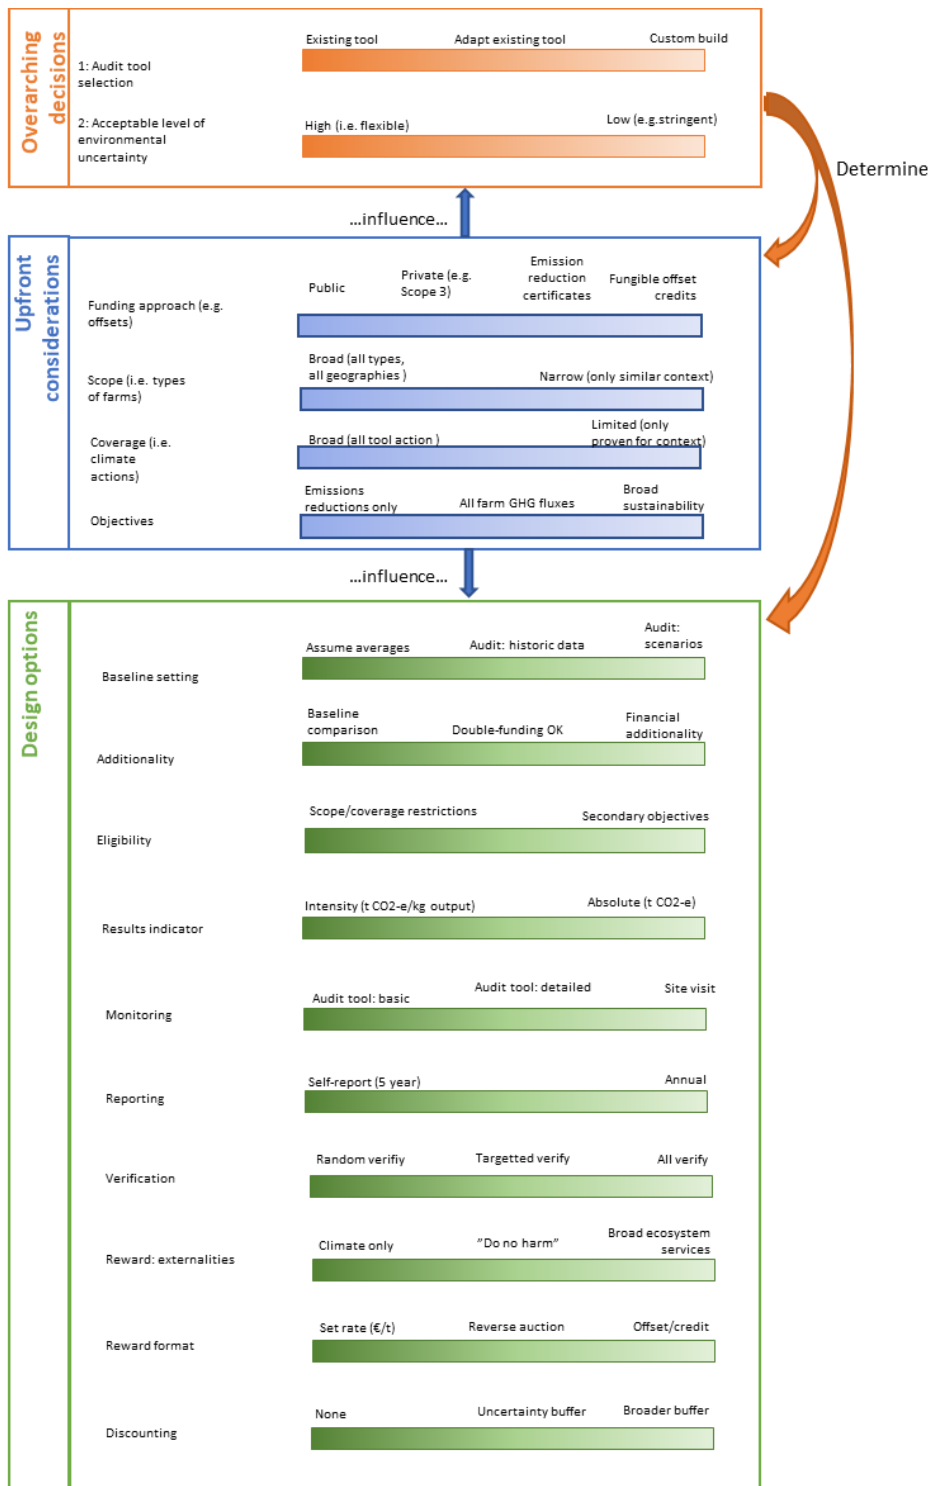 Overarching
decisions
1: Audit tool
selection
Existing tool
Adapt existing tool
Custom build
2: Acceptable level of
environmental
uncertainty
High (i.e. flexible)
Low (e.g.stringent)
Determine
...influence...
Upfront
considerations
Funding approach (e.g.
offsets)
Public
Private (e.g.
Scope 3)
Emission
reduction
certificates
Fungible offset
credits
Scope (i.e. types
of farms)
Broad (all types,
all geographies )
Narrow (only similar context)
Coverage (i.e.
climate
actions)
Broad (all tool action )
Limited (only
proven for context)
Objectives
Emissions
reductions only
All farm GHG fluxes
Broad
sustainability
...influence...
Design options
Baseline setting
Assume averages
Audit: historic data
Audit:
scenarios
Additionality
Baseline
comparison
Double-funding OK
Financial
additionality
Eligibility
Scope/coverage restrictions
Secondary objectives
Results indicator
Intensity (t CO2-e/kg output)
Absolute (t CO2-e)
Monitoring
Audit tool: basic
Audit tool: detailed
Site visit
Reporting
Self-report (5 year)
Annual
Verification
Random verifiy
Targetted verify
All verify
Reward: externalities
Climate only
”Do no harm”
Broad ecosystem
services
Reward format
Set rate (€/t)
Reverse auction
Offset/credit
Discounting
None
Uncertainty buffer
Broader buffer